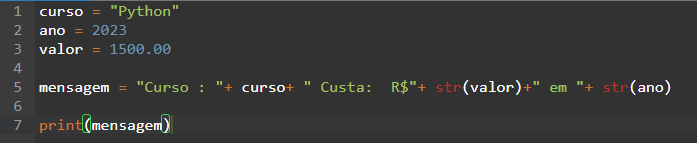 1 curso = "Python"
2 ano = 2023
3 valor = 1500.00
4
5 mensagem = "Curso : "+ curso+ " Custa:  R$"+ str(valor)+" em "+ str(ano)
6
7 print(mensagem)